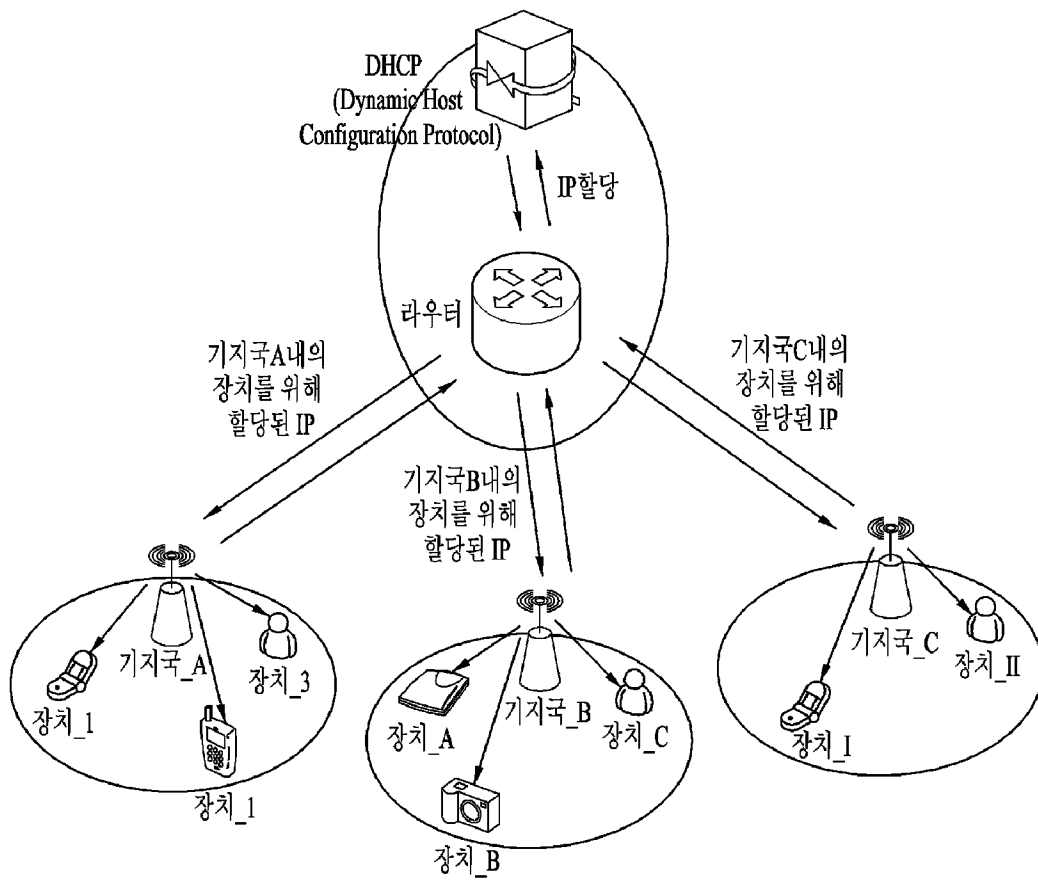 DHCP
(Dynamic Host
Configuration Protocol)
IP할당
라우터
기지국A내의
장치를 위해
할당된 IP
기지국B내의
장치를 위해
할당된 IP
기지국C내의
장치를 위해
할당된 IP
기지국_A
장치_1
장치_1
장치_3
기지국_B
장치_A
장치_B
장치_C
기지국_C
장치_I
장치_II